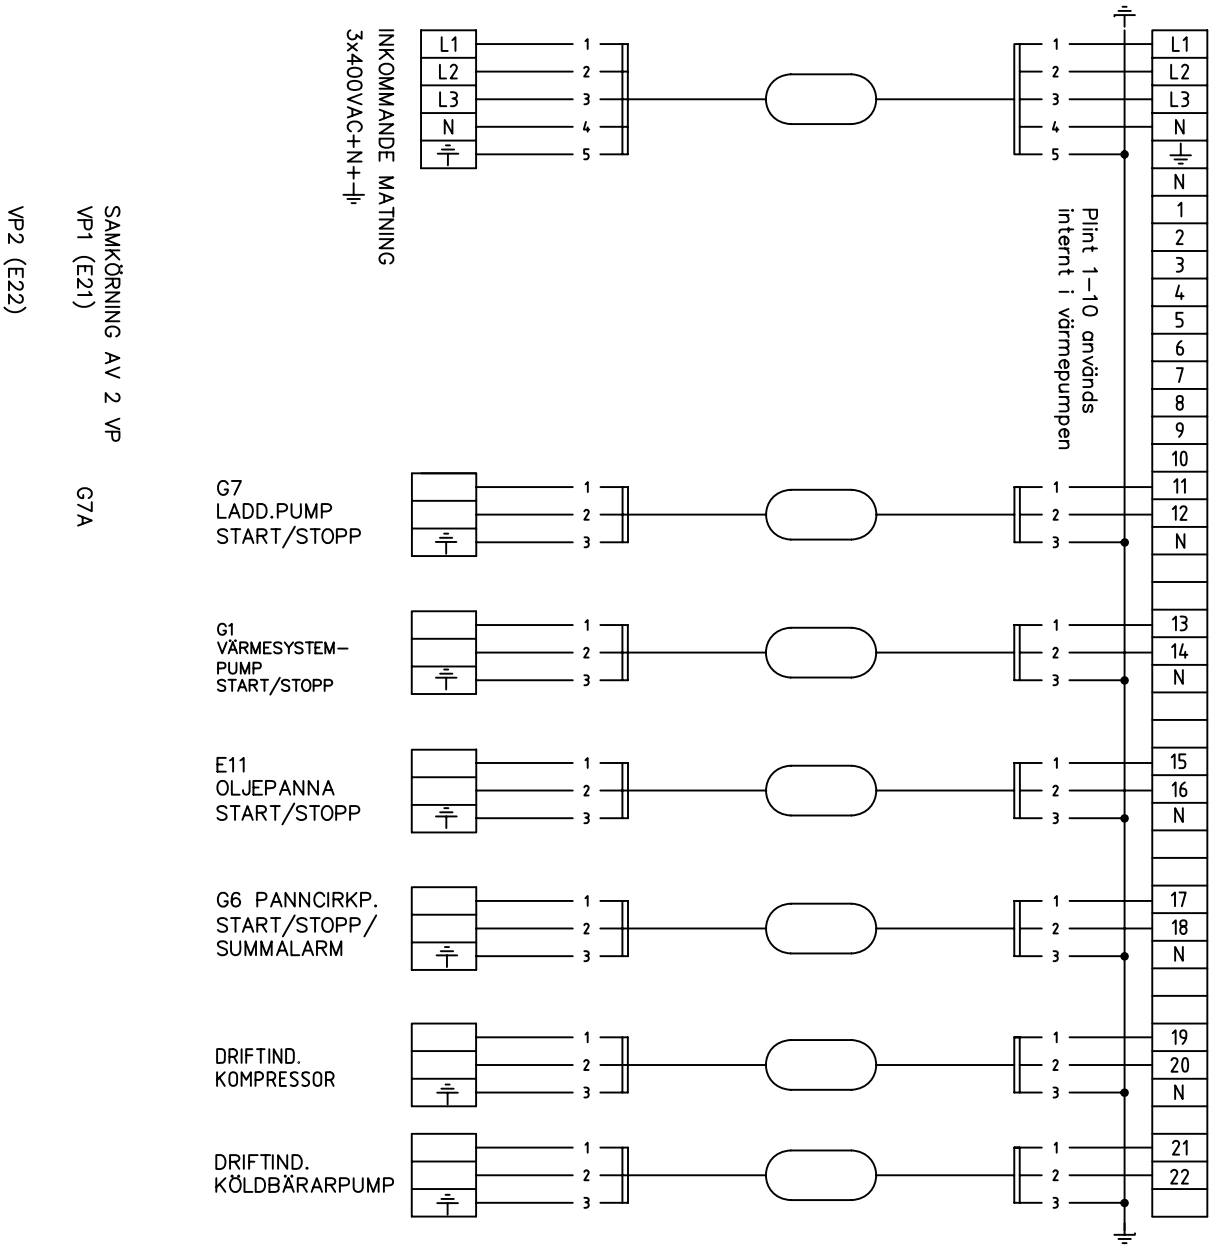 INKOMMANDE MATNING
3x400VAC+N+
L1
L2
L3
N
1
2
3
4
5
1
2
3
4
5
L1
L2
L3
N
N
1
2
3
4
5
6
7
8
9
10
11
12
N
13
14
N
15
16
N
17
18
N
19
20
N
21
22
Plint 1-10 används
internt i värmepumpen
SAMKÖRNING AV 2 VP
VP1 (E21) G7A
VP2 (E22)
G7
LADD.PUMP
START/STOPP
1
2
3
1
2
3
G1
VÄRMESYSTEM-
PUMP
START/STOPP
1
2
3
1
2
3
E11
OLJEPANNA
START/STOPP
1
2
3
1
2
3
G6 PANNCIRKP.
START/STOPP/
SUMMALARM
1
2
3
1
2
3
DRIFTIND.
KOMPRESSOR
1
2
3
1
2
3
DRIFTIND.
KÖLDBÄRARPUMP
1
2
3
1
2
3